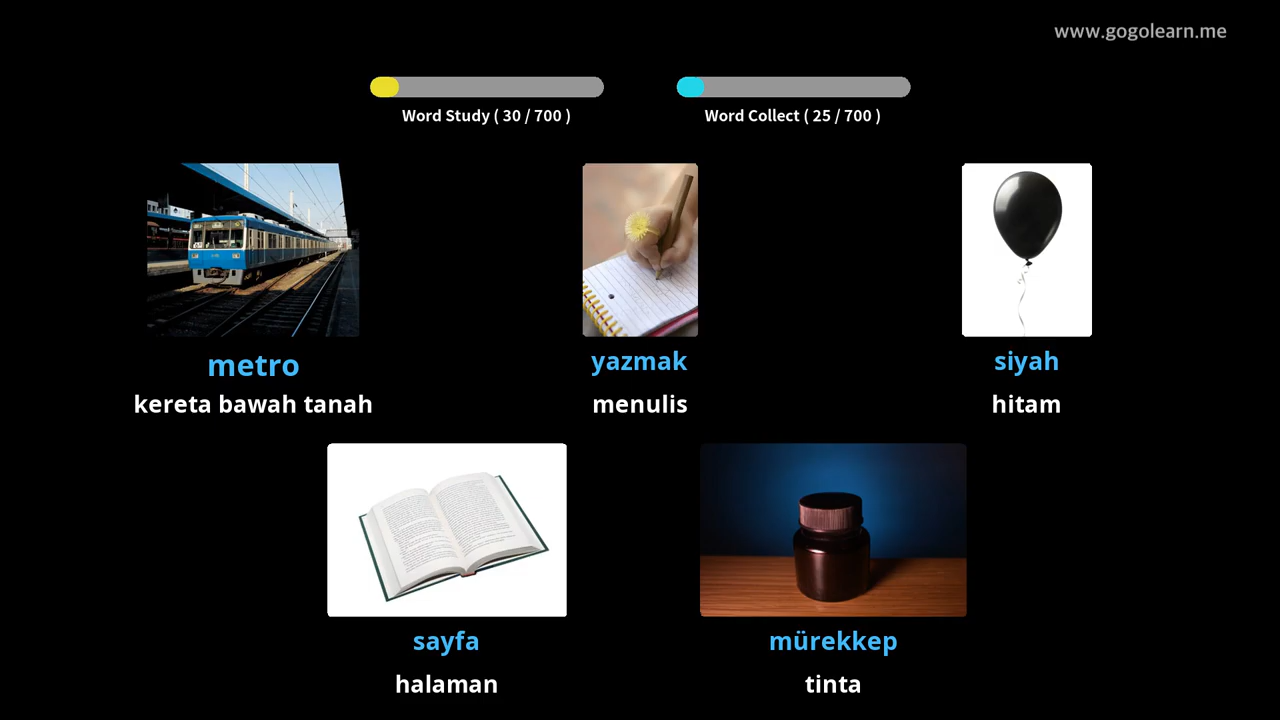 www.gogolearn.me
Word Study ( 30 / 700 )
Word Collect ( 25 / 700 )
metro
yazmak
siyah
kereta bawah tanah
menulis
hitam
sayfa
mürekkep
halaman
tinta